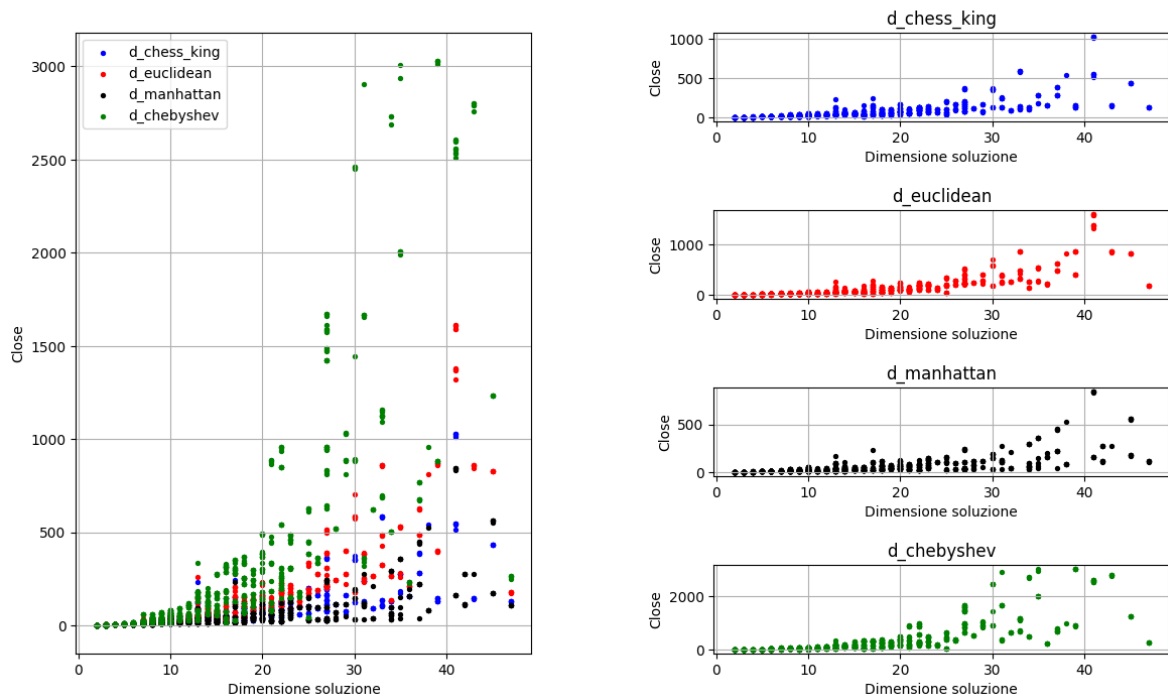 d_chess_king
d_euclidean
d_manhattan
d_chebyshev
3000
2500
2000
1500
1000
500
0
Close
10
20
30
40
Dimensione soluzione
d_chess_king
1000
500
0
Close
0
10
20
30
40
Dimensione soluzione
d_euclidean
1000
0
Close
0
10
20
30
40
Dimensione soluzione
d_manhattan
500
0
Close
0
10
20
30
40
Dimensione soluzione
d_chebyshev
2000
0
Close
0
10
20
30
40
Dimensione soluzione